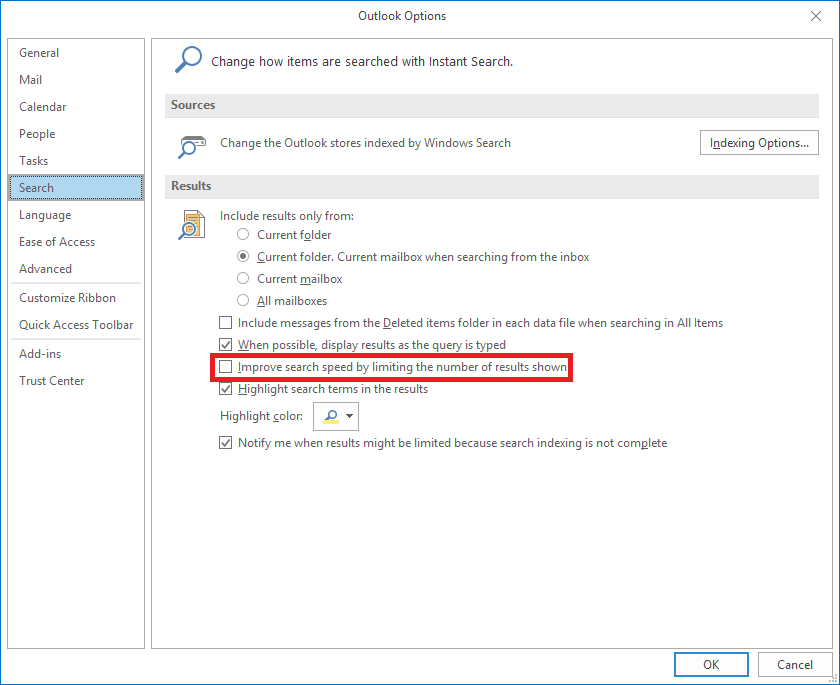 Outlook Options
General
Mail
Calendar
People
Tasks
Search
Language
Ease of Access
Advanced
Customize Ribbon
Quick Access Toolbar
Add-ins
Trust Center
Change how items are searched with Instant Search.
Sources
Change the Outlook stores indexed by Windows Search
Indexing Options...
Results
Include results only from:
Current folder
Current folder. Current mailbox when searching from the inbox
Current mailbox
All mailboxes
Include messages from the Deleted items folder in each data file when searching in All Items
When possible, display results as the query is typed
Improve search speed by limiting the number of results shown
Highlight search terms in the results
Highlight color:
Notify me when results might be limited because search indexing is not complete
OK
Cancel